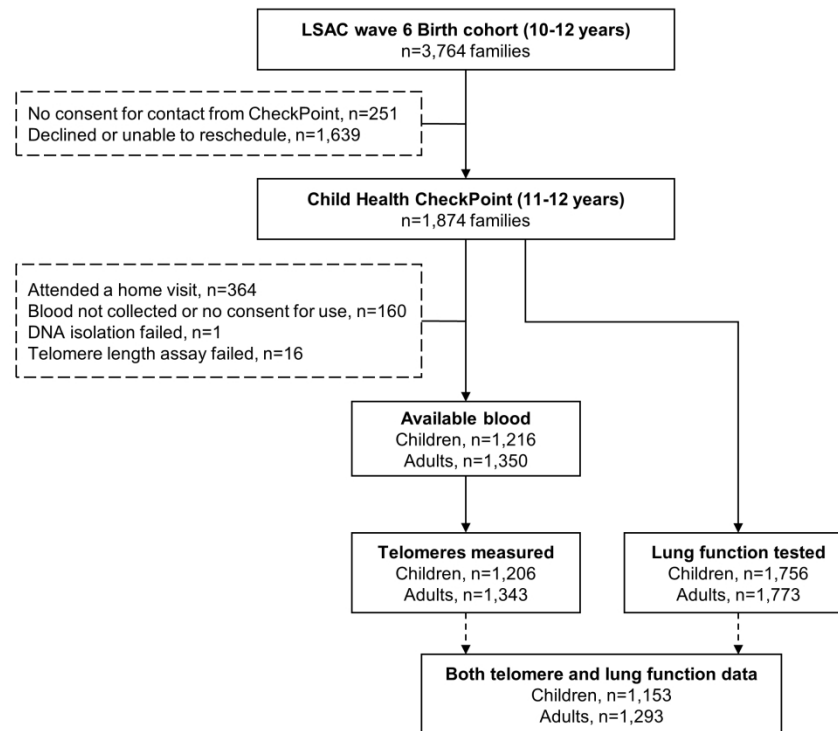 LSAC wave 6 Birth cohort (10-12 years)
n=3,764 families
No consent for contact from CheckPoint, n=251
Declined or unable to reschedule, n=1,639
Child Health CheckPoint (11-12 years)
n=1,874 families
Attended a home visit, n=364
Blood not collected or no consent for use, n=160
DNA isolation failed, n=1
Telomere length assay failed, n=16
Available blood
Children, n=1,216
Adults, n=1,350
Telomeres measured
Children, n=1,206
Adults, n=1,343
Lung function tested
Children, n=1,756
Adults, n=1,773
Both telomere and lung function data
Children, n=1,153
Adults, n=1,293